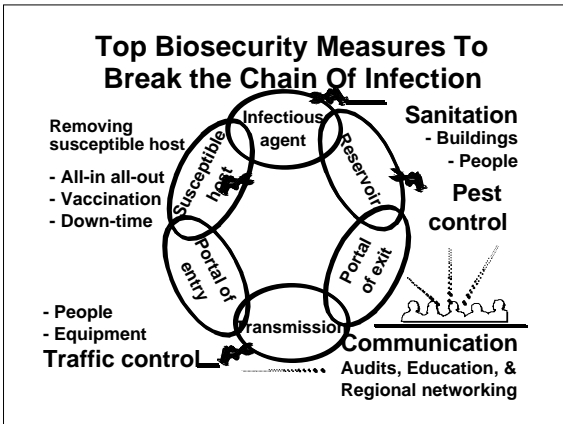 Top Biosecurity Measures To
Break the Chain Of Infection
Infectious
agent
Reservoir
Portal
of exit
Transmission
Portal of
entry
Susceptible
host
Removing
susceptible host
- All-in all-out
- Vaccination
- Down-time
Sanitation
- Buildings
- People
Pest
control
- People
- Equipment
Traffic control
Communication
Audits, Education, &
Regional networking